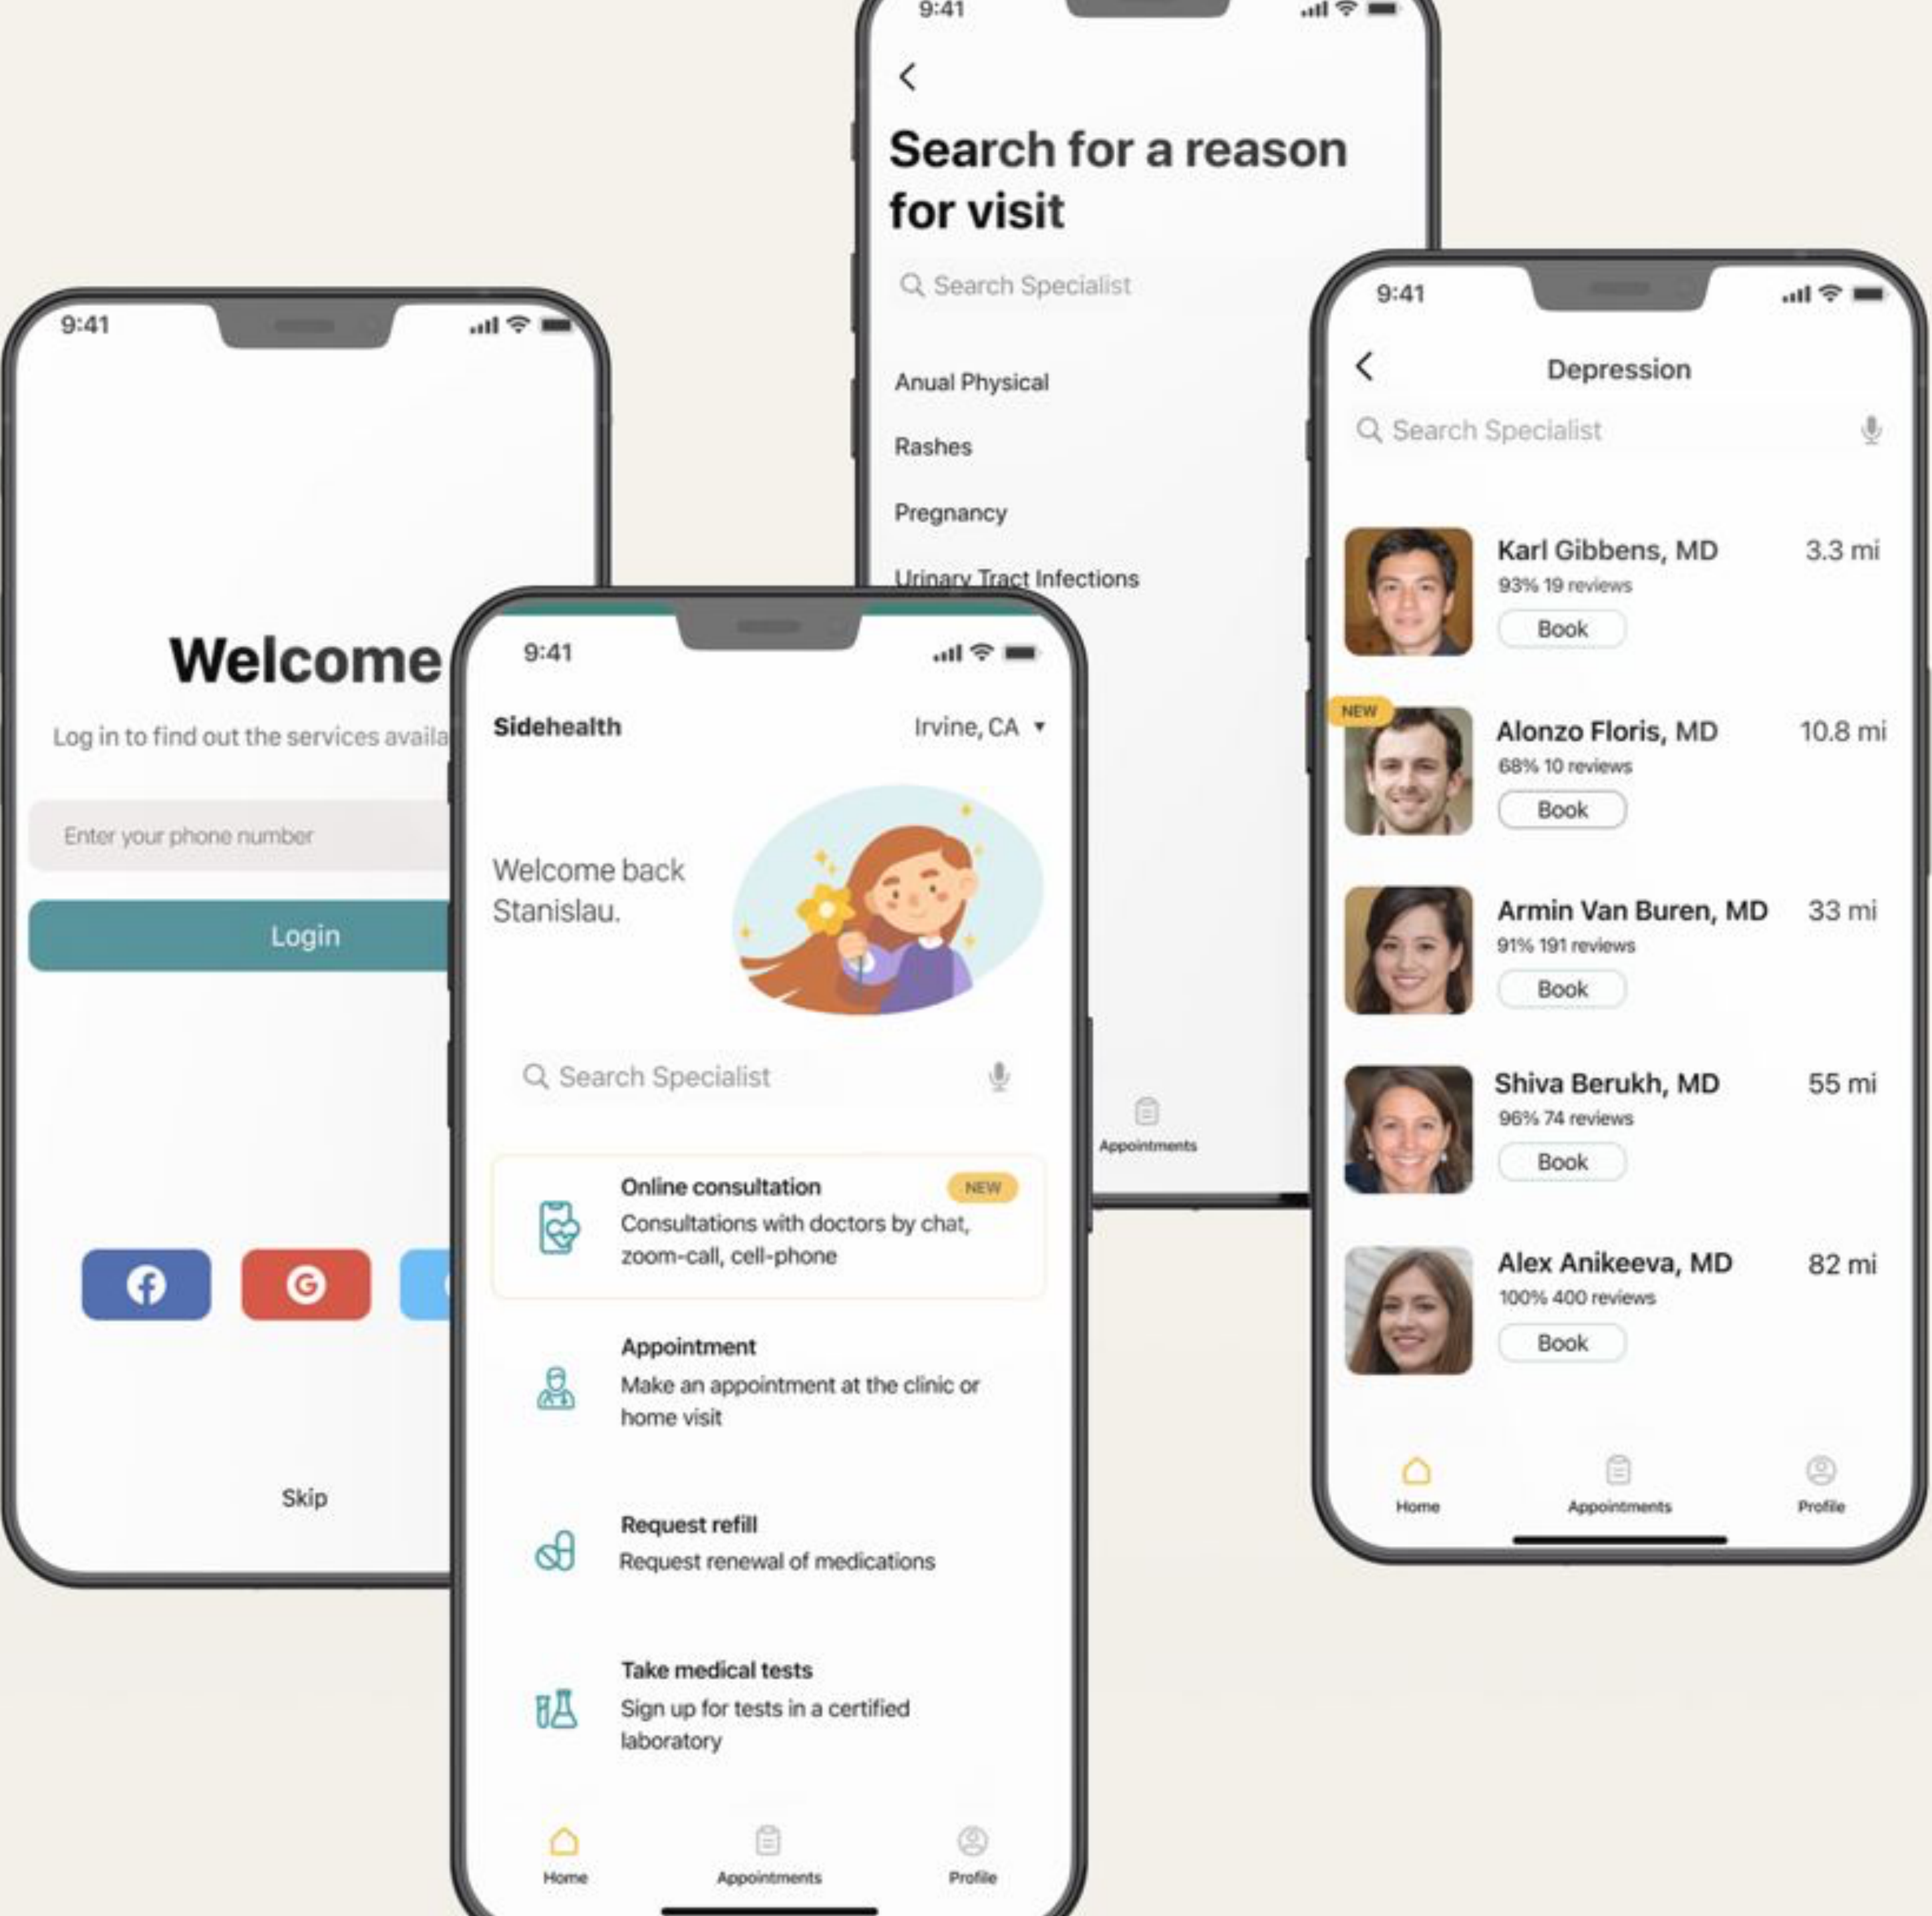 9:41
Search for a reason
for visit
Search Specialist
Anual Physical
Rashes
Pregnancy
Urinary Tract Infections
Appointments
9:41
Welcome
Log in to find out the services availa
Enter your phone number
Login
Skip
9:41
Sidehealth
Irvine, CA
Welcome back
Stanislau.
Search Specialist
Online consultation
NEW
Consultations with doctors by chat,
zoom-call, cell-phone
Appointment
Make an appointment at the clinic or
home visit
Request refill
Request renewal of medications
Take medical tests
Sign up for tests in a certified
laboratory
Home
Appointments
Profile
9:41
Depression
Search Specialist
Karl Gibbens, MD
3.3 mi
93% 19 reviews
Book
NEW
Alonzo Floris, MD
10.8 mi
68% 10 reviews
Book
Armin Van Buren, MD
33 mi
91% 191 reviews
Book
Shiva Berukh, MD
55 mi
96% 74 reviews
Book
Alex Anikeeva, MD
82 mi
100% 400 reviews
Book
Home
Appointments
Profile